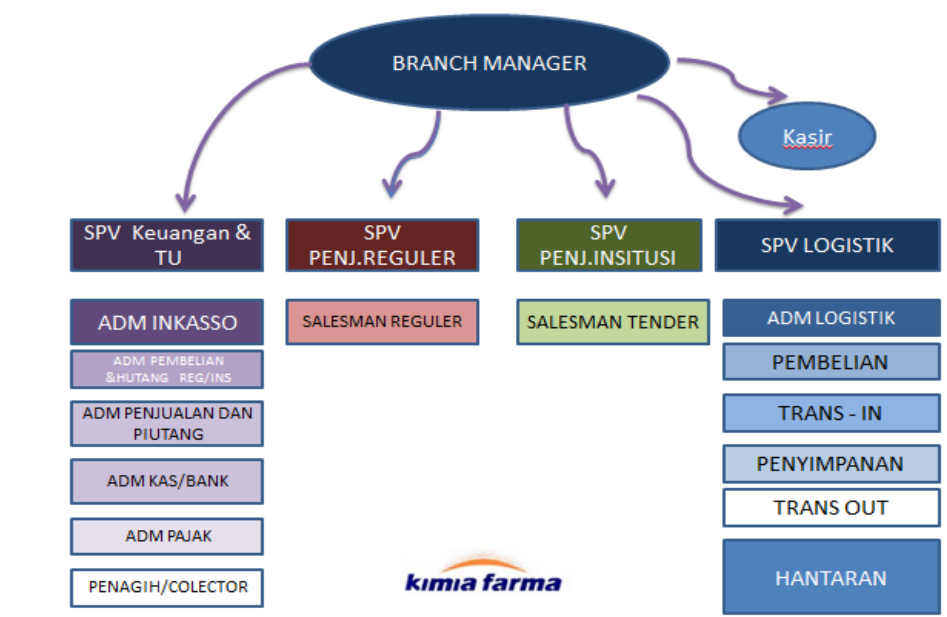 BRANCH MANAGER
Kasir
SPV Keuangan &
TU
SPV
PENJ.REGULER
SPV
PENJ.INSITUSI
SPV LOGISTIK
ADM INKASSO
ADM PEMBELIAN
&HUTANG REG/INS
ADM PENJUALAN DAN
PIUTANG
ADM KAS/BANK
ADM PAJAK
PENAGIH/COLECTOR
SALESMAN REGULER
SALESMAN TENDER
ADM LOGISTIK
PEMBELIAN
TRANS - IN
PENYIMPANAN
TRANS OUT
HANTARAN
kimia farma